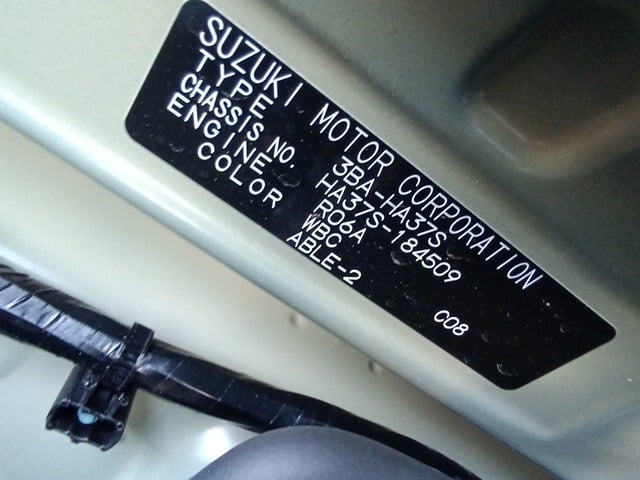 SUZUKI MOTOR CORPORATION
TYPE 3BA-HA37S
CHASSIS NO. HA37S-184509
ENGINE R06A
COLOR WBC
ABLE-2 C08